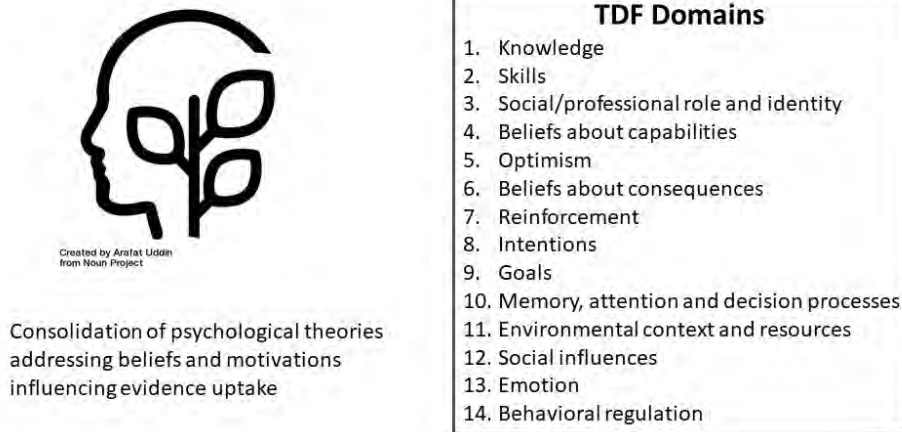 Created by Arafat Uddin
from Noun Project
Consolidation of psychological theories
addressing beliefs and motivations
influencing evidence uptake
TDF Domains
1. Knowledge
2. Skills
3. Social/professional role and identity
4. Beliefs about capabilities
5. Optimism
6. Beliefs about consequences
7. Reinforcement
8. Intentions
9. Goals
10. Memory, attention and decision processes
11. Environmental context and resources
12. Social influences
13. Emotion
14. Behavioral regulation